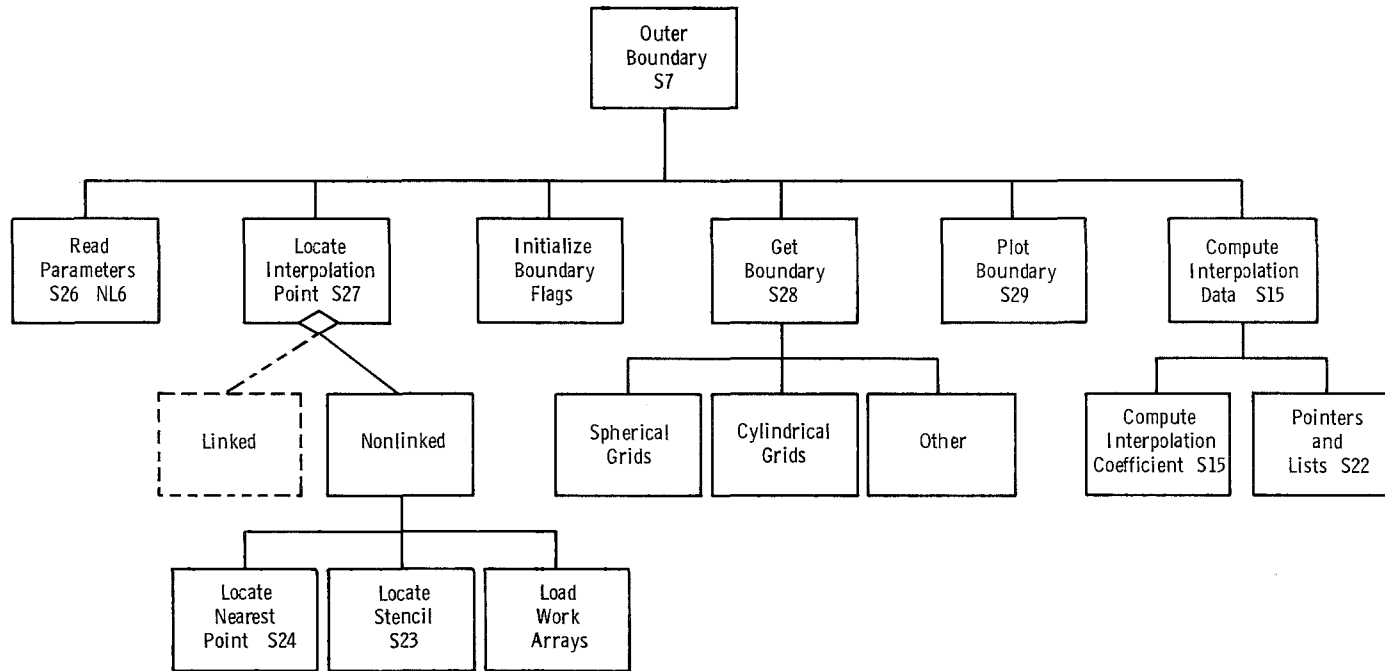 Outer
Boundary
S7
Read
Parameters
S26 NL6
Locate
Interpolation
Point S27
Initialize
Boundary
Flags
Get
Boundary
S28
Plot
Boundary
S29
Compute
Interpolation
Data S15
Linked
Nonlinked
Spherical
Grids
Cylindrical
Grids
Other
Compute
Interpolation
Coefficient S15
Pointers
and
Lists S22
Locate
Nearest
Point S24
Locate
Stencil
S23
Load
Work
Arrays